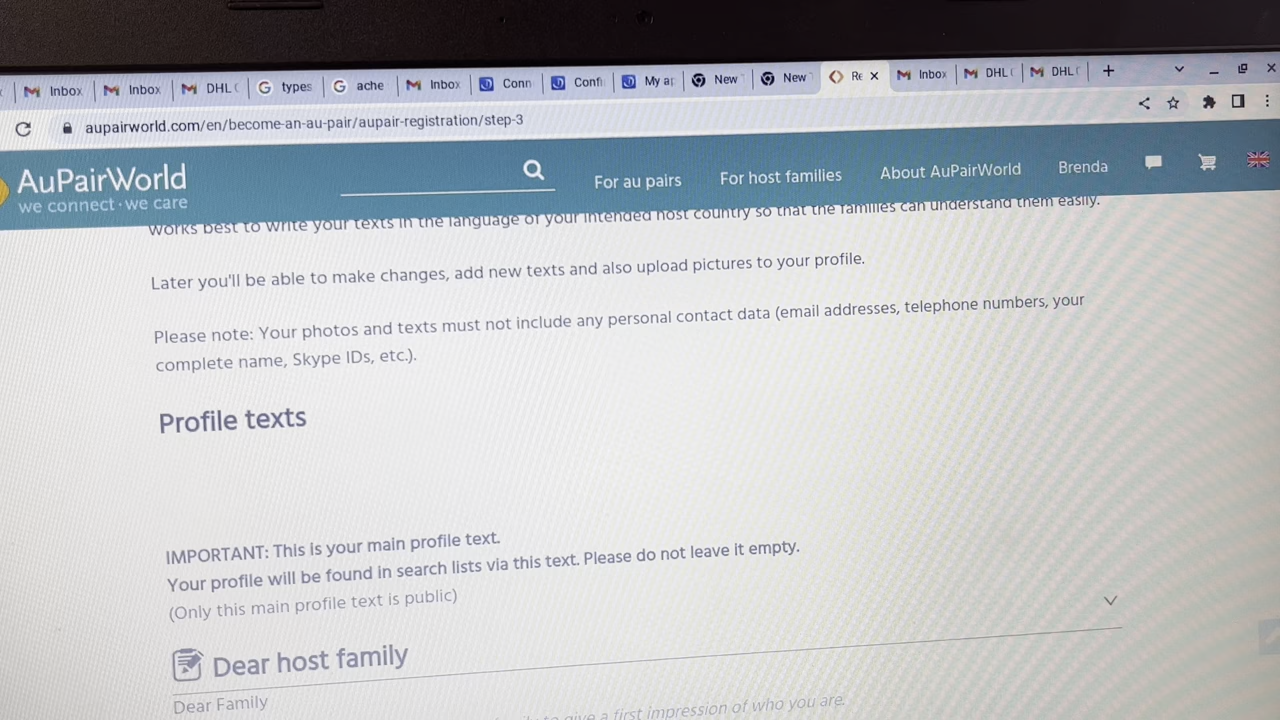 Inbox
Inbox
DHL (
types
ache
Inbox
Conn
Confi
My ap
New
New
Re
Inbox
DHL (
DHL (
aupairworld.com/en/become-an-au-pair/aupair-registration/step-3
AuPairWorld
we connect·we care
For au pairs
For host families
About AuPairWorld
Brenda
works best to write your texts in the language of your intended host country so that the families can understand them easily.
Later you'll be able to make changes, add new texts and also upload pictures to your profile.
Please note: Your photos and texts must not include any personal contact data (email addresses, telephone numbers, your
complete name, Skype IDs, etc.).
Profile texts
IMPORTANT: This is your main profile text.
Your profile will be found in search lists via this text. Please do not leave it empty.
(Only this main profile text is public)
Dear host family
Dear Family
to give a first impression of who you are.